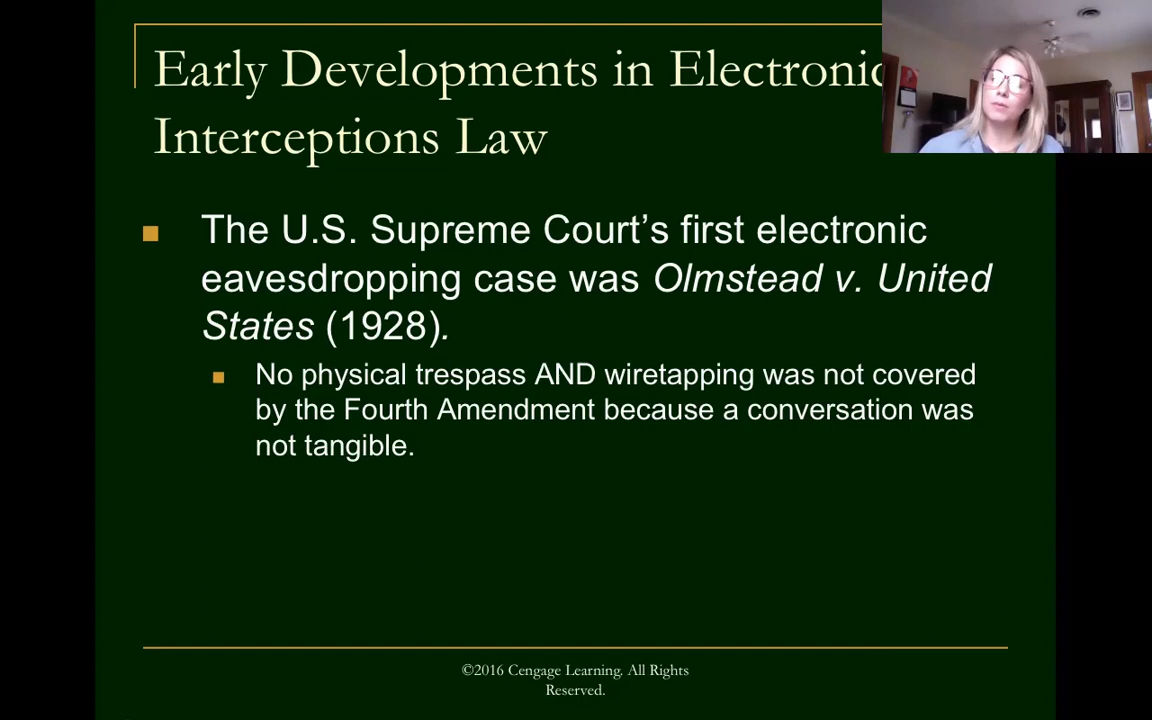 Early Developments in Electronic
Interceptions Law
The U.S. Supreme Court’s first electronic
eavesdropping case was Olmstead v. United
States (1928).
No physical trespass AND wiretapping was not covered
by the Fourth Amendment because a conversation was
not tangible.
©2016 Cengage Learning. All Rights
Reserved.